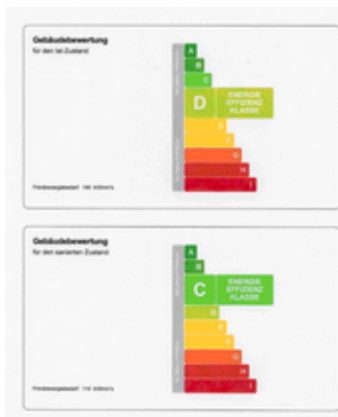 Gebäudebewertung
für den Ist-Zustand
A
B
C
D
ENERGIE
EFFIZIENZ
KLASSE
E
F
G
H
I
Gebäudebewertung
für den sanierten Zustand
A
B
C
ENERGIE
EFFIZIENZ
KLASSE
D
E
F
G
H
I